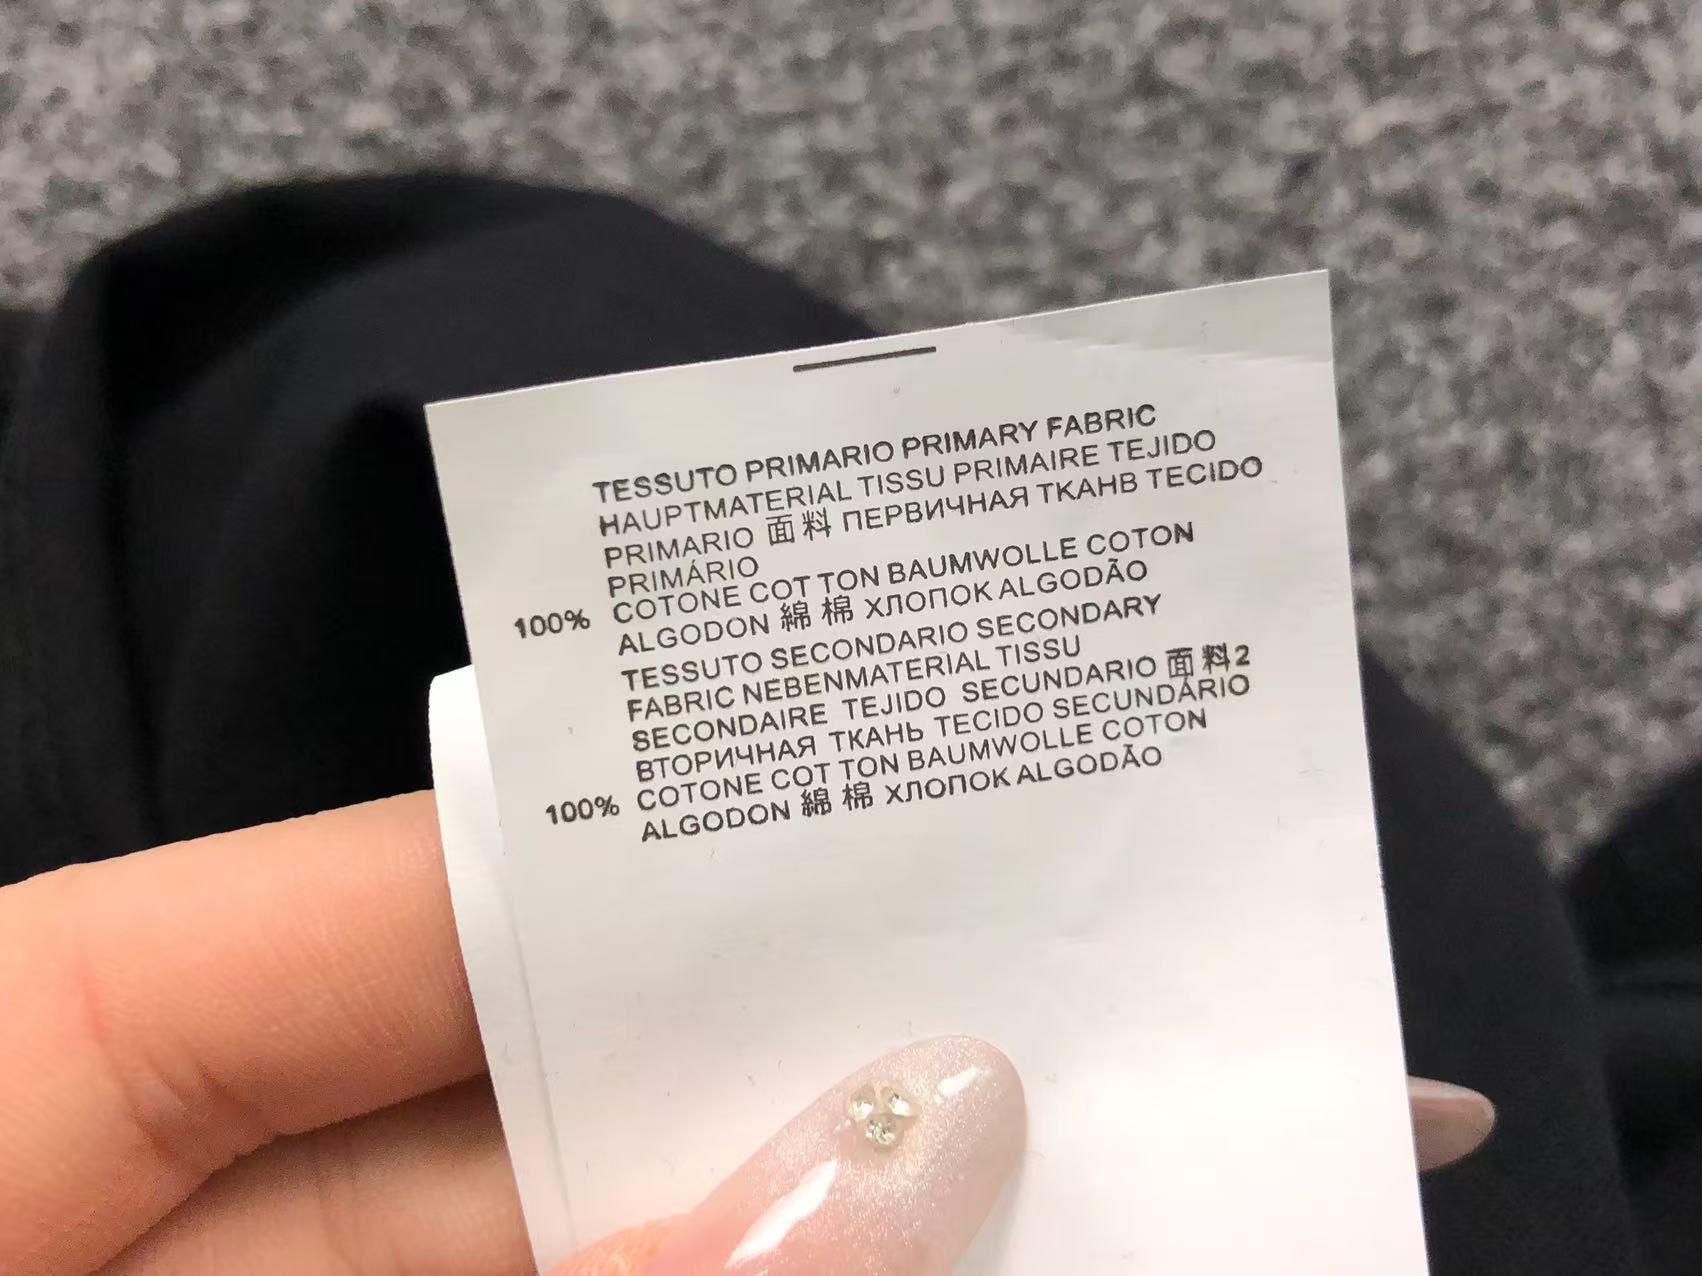 TESSUTO PRIMARIO PRIMARY FABRIC
HAUPTMATERIAL TISSU PRIMAIRE TEJIDO
PRIMARIO 面 料 ПЕРВИЧНАЯ ТКАНВ TECIDO
PRIMÁRIO
100% COTONE COT TON BAUMWOLLE COTON
ALGODON 綿 棉 ХЛОПОК ALGODÃO
TESSUTO SECONDARIO SECONDARY
FABRIC NEBENMATERIAL TISSU
SECONDAIRE TEJIDO SECUNDARIO 面 料2
ВТОРИЧНАЯ ТКАНЬ TECIDO SECUNDÁRIO
100% COTONE COT TON BAUMWOLLE COTON
ALGODON 綿 棉 ХЛОПОК ALGODÃO